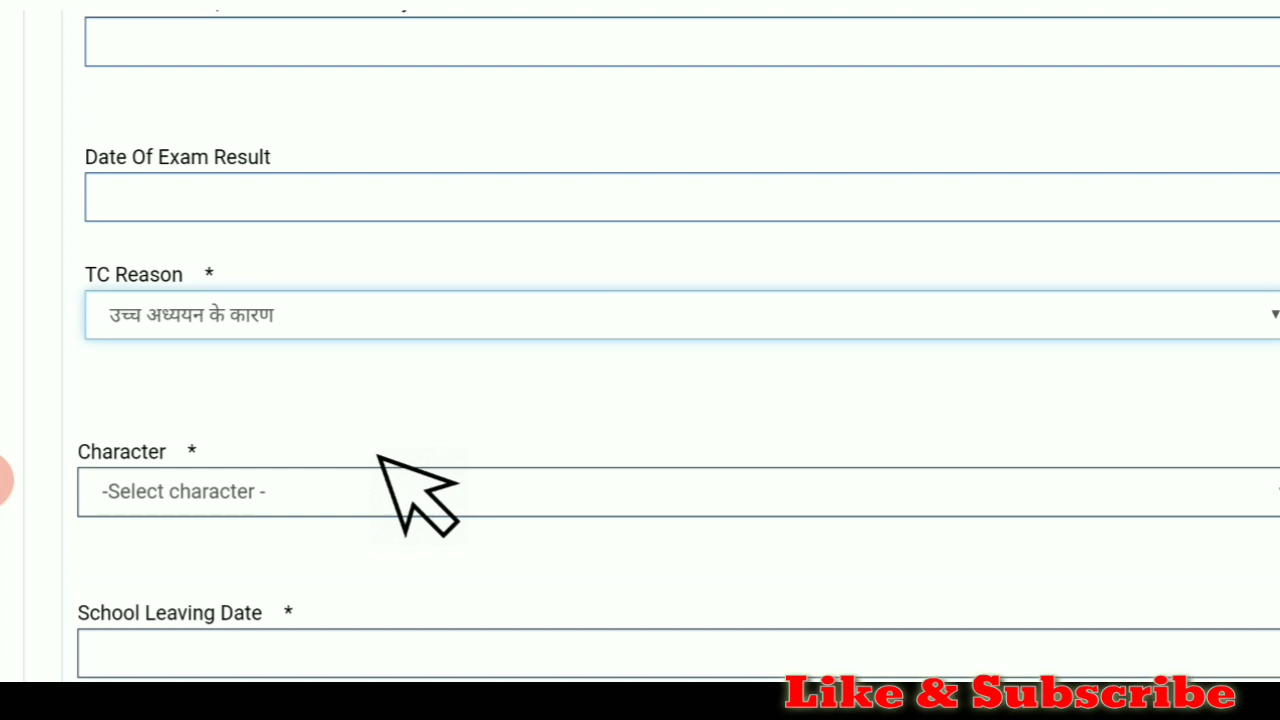 Date Of Exam Result
TC Reason *
उच्च अध्ययन के कारण
Character *
-Select character -
School Leaving Date *
Like & Subscribe